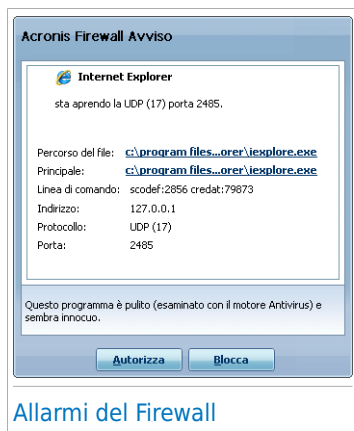 Acronis Firewall Avviso
Internet Explorer
sta aprendo la UDP (17) porta 2485.
Percorso del file: c:\program files...orer\iexplore.exe
Principale: c:\program files...orer\iexplore.exe
Linea di comando: scodef:2856 credat:79873
Indirizzo: 127.0.0.1
Protocollo: UDP (17)
Porta: 2485
Questo programma è pulito (esaminato con il motore Antivirus) e
sembra innocuo.
Autorizza Blocca
Allarmi del Firewall